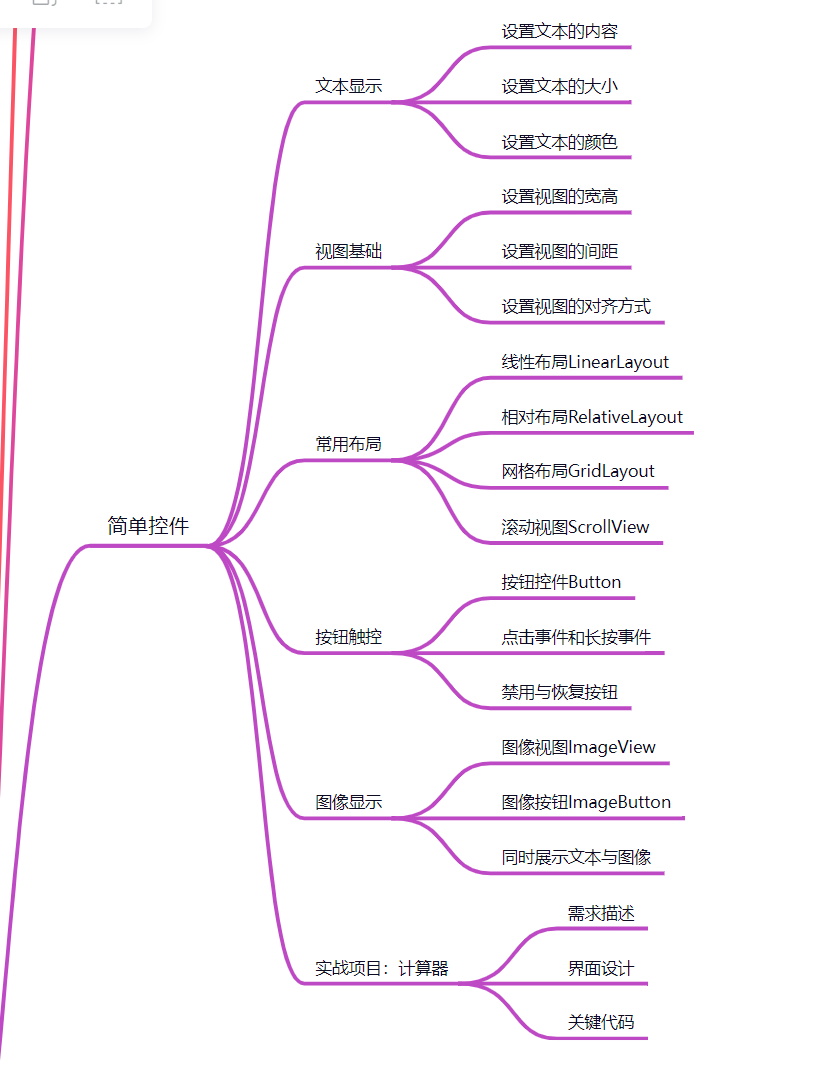 简单控件
文本显示
设置文本的内容
设置文本的大小
设置文本的颜色
视图基础
设置视图的宽高
设置视图的间距
设置视图的对齐方式
常用布局
线性布局LinearLayout
相对布局RelativeLayout
网格布局GridLayout
滚动视图ScrollView
按钮触控
按钮控件Button
点击事件和长按事件
禁用与恢复按钮
图像显示
图像视图ImageView
图像按钮ImageButton
同时展示文本与图像
实战项目：计算器
需求描述
界面设计
关键代码